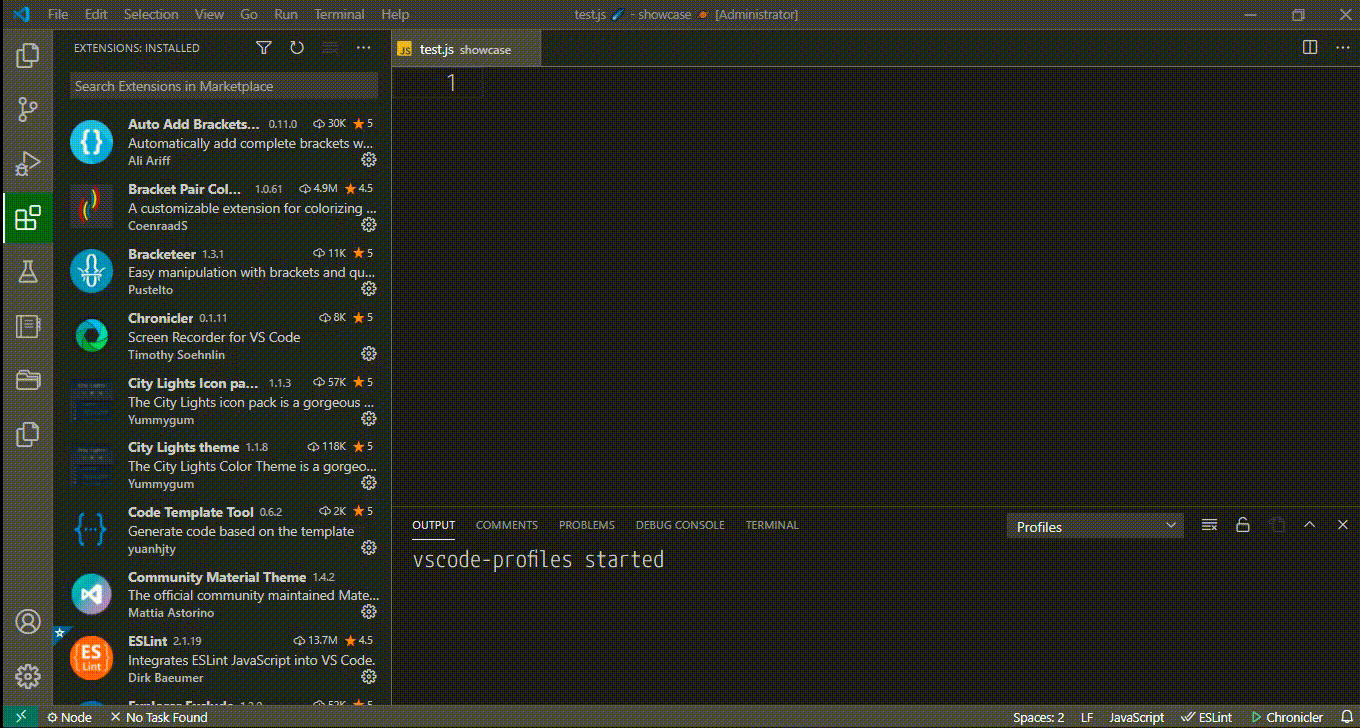 File Edit Selection View Go Run Terminal Help
test.js - showcase [Administrator]
EXTENSIONS: INSTALLED
JS test.js showcase
Search Extensions in Marketplace
1
{} Auto Add Brackets... 0.11.0 30K ★ 5
Automatically add complete brackets w...
Ali Ariff
Bracket Pair Col... 1.0.61 4.9M ★ 4.5
A customizable extension for colorizing ...
CoenraadS
Bracketeer 1.3.1 11K ★ 5
Easy manipulation with brackets and qu...
Pustelto
Chronicler 0.1.11 8K ★ 5
Screen Recorder for VS Code
Timothy Soehnlin
City Lights Icon pa... 1.1.3 57K ★ 5
The City Lights icon pack is a gorgeous ...
Yummygum
City Lights theme 1.1.8 118K ★ 5
The City Lights Color Theme is a gorgeo...
Yummygum
{...} Code Template Tool 0.6.2 2K ★ 5
Generate code based on the template
yuanhjty
Community Material Theme 1.4.2
The official community maintained Mate...
Mattia Astorino
ES Lint
ESLint 2.1.19 13.7M ★ 4.5
Integrates ESLint JavaScript into VS Code.
Dirk Baeumer
OUTPUT COMMENTS PROBLEMS DEBUG CONSOLE TERMINAL
Profiles
vscode-profiles started
Node × No Task Found
Spaces: 2 LF JavaScript ESLint Chronicler